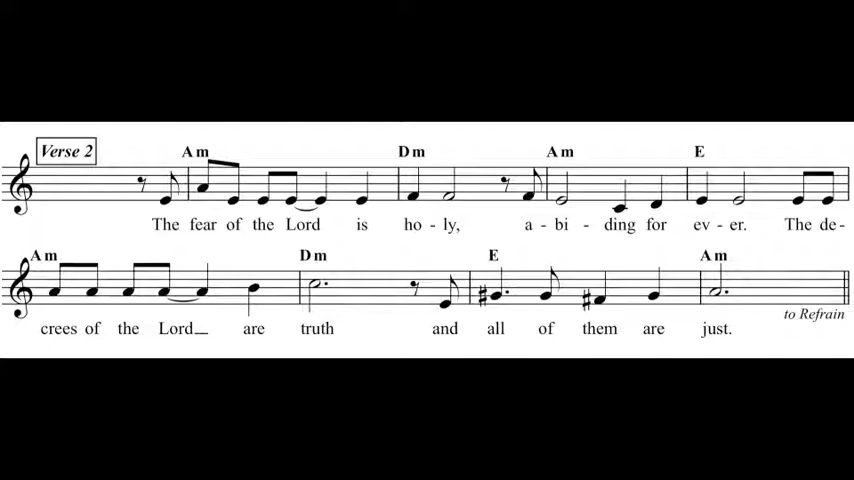 Verse 2
Am Dm Am E
The fear of the Lord is ho - ly, a - bi - ding for ev - er. The de -
Am Dm E Am
crees of the Lord__ are truth and all of them are just.
to Refrain